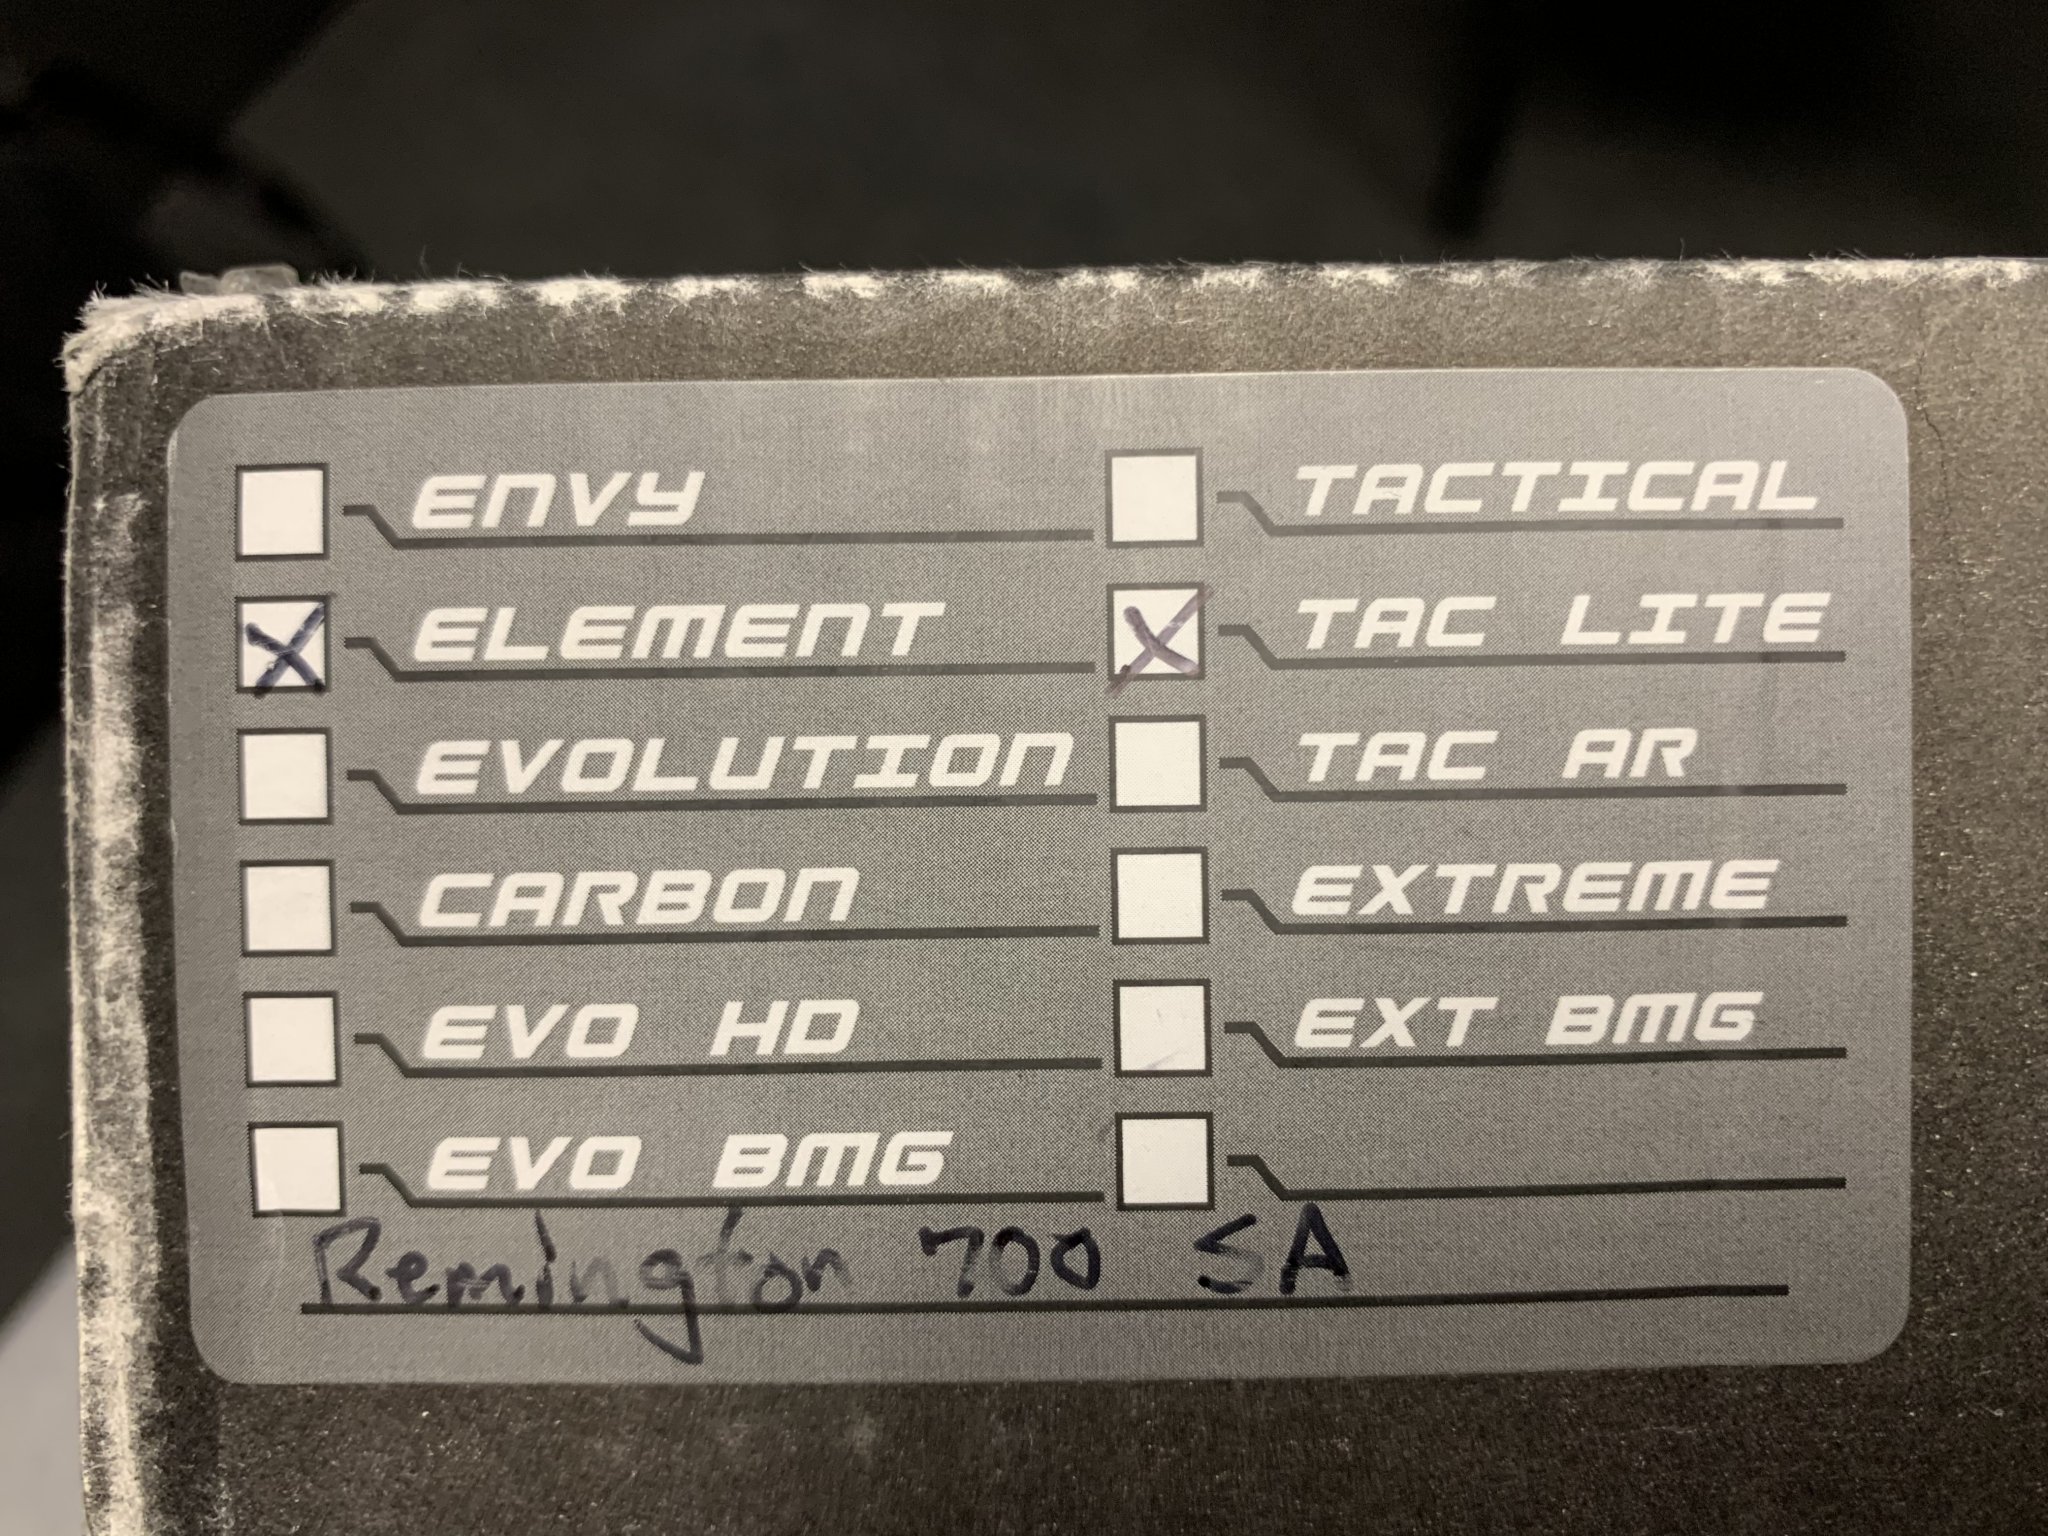 ENVY
ELEMENT
EVOLUTION
CARBON
EVO HD
EVO BMG
TACTICAL
TAC LITE
TAC AR
EXTREME
EXT BMG
Remington 700 SA